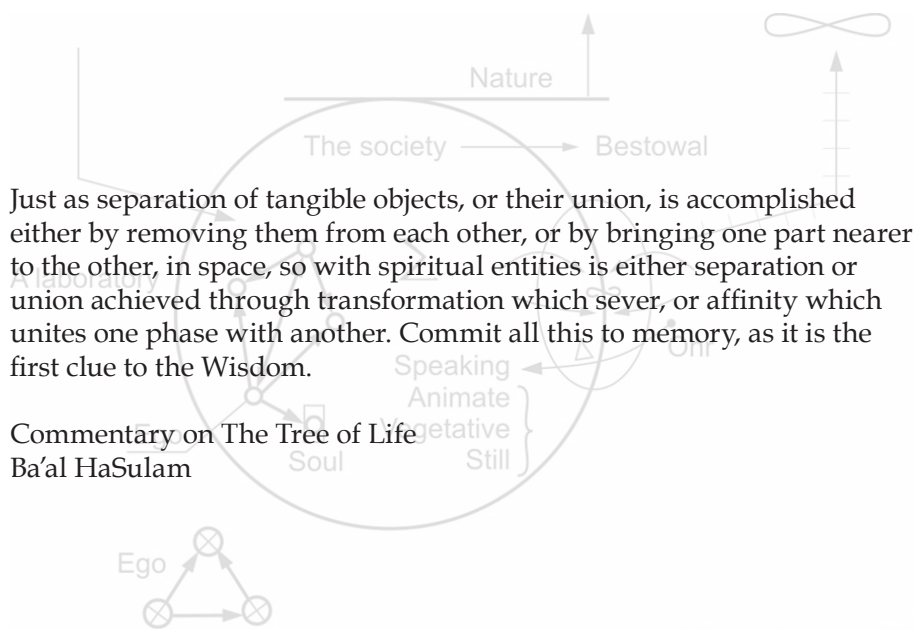 Nature
The society
Bestowal
Just as separation of tangible objects, or their union, is accomplished
either by removing them from each other, or by bringing one part nearer
to the other, in space, so with spiritual entities is either separation or
A laboratory
union achieved through transformation which sever, or affinity which
unites one phase with another. Commit all this to memory, as it is the
Ohr
first clue to the Wisdom.
Speaking
Animate
Commentary on The Tree of Life
Ego
Vegetative
Ba’al HaSulam
Soul
Still
Ego